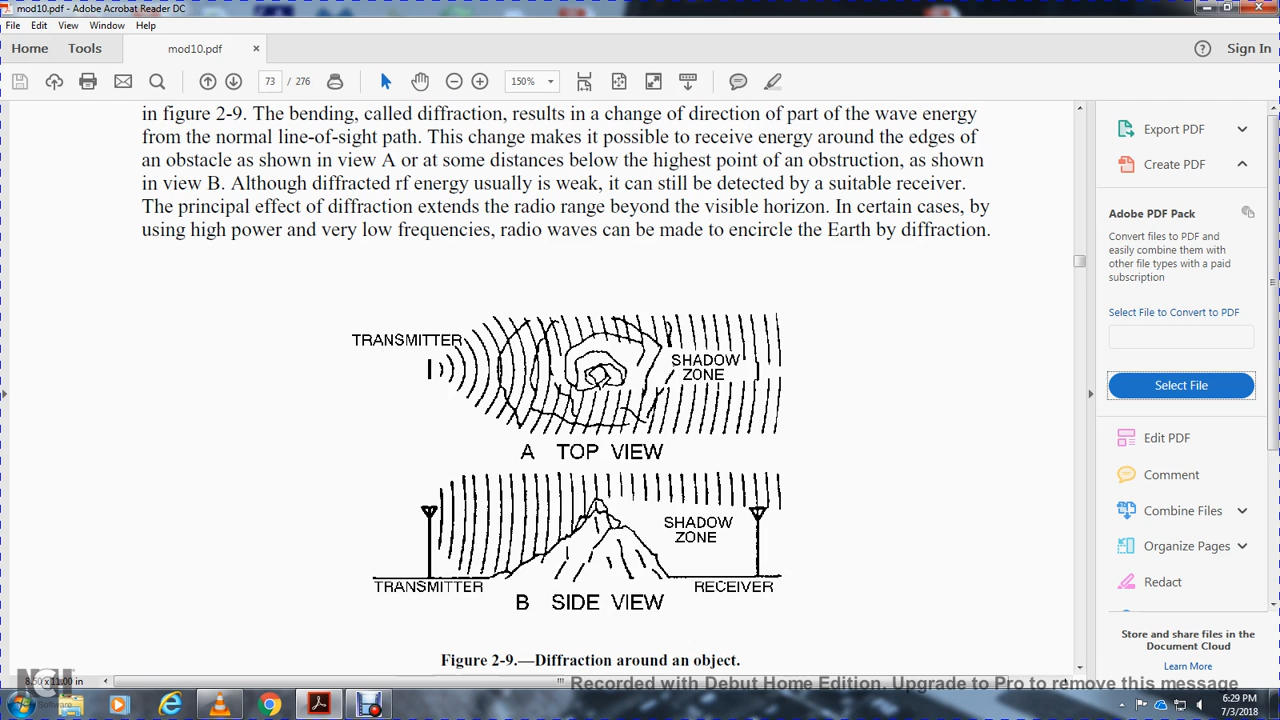 mod10.pdf - Adobe Acrobat Reader DC
File Edit View Window Help
Home Tools mod10.pdf × Sign In
73 / 276 150%
in figure 2-9. The bending, called diffraction, results in a change of direction of part of the wave energy
from the normal line-of-sight path. This change makes it possible to receive energy around the edges of
an obstacle as shown in view A or at some distances below the highest point of an obstruction, as shown
in view B. Although diffracted rf energy usually is weak, it can still be detected by a suitable receiver.
The principal effect of diffraction extends the radio range beyond the visible horizon. In certain cases, by
using high power and very low frequencies, radio waves can be made to encircle the Earth by diffraction.
TRANSMITTER
SHADOW
ZONE
A TOP VIEW
SHADOW
ZONE
TRANSMITTER
RECEIVER
B SIDE VIEW
Figure 2-9.—Diffraction around an object.
Export PDF
Create PDF
Adobe PDF Pack
Convert files to PDF and
easily combine them with
other file types with a paid
subscription
Select File to Convert to PDF
Select File
Edit PDF
Comment
Combine Files
Organize Pages
Redact
Store and share files in the
Document Cloud
Learn More
8.50 x 11.00 in
NCH
Software
Recorded with Debut Home Edition. Upgrade to Pro to remove this message
6:29 PM
7/3/2018